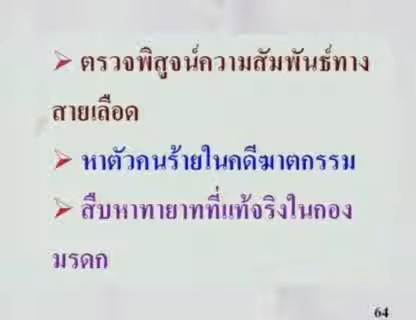 ➢ ตรวจพิสูจน์ความสัมพันธ์ทาง
สายเลือด
➢ หาตัวคนร้ายในคดีฆาตกรรม
➢ สืบหาทายาทที่แท้จริงในกอง
มรดก
64